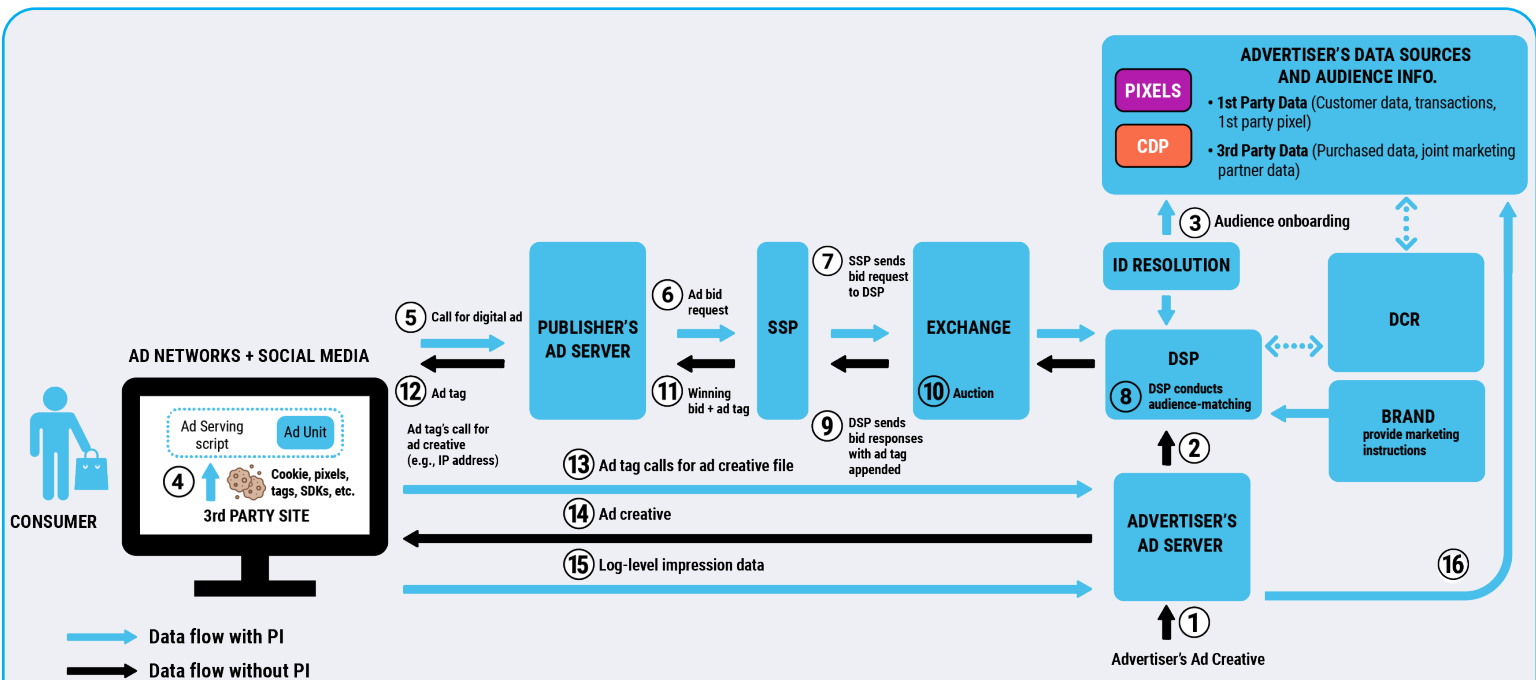 ADVERTISER'S DATA SOURCES
AND AUDIENCE INFO.
PIXELS
CDP
• 1st Party Data (Customer data, transactions,
1st party pixel)
• 3rd Party Data (Purchased data, joint marketing
partner data)
3 Audience onboarding
ID RESOLUTION
DCR
DSP
8 DSP conducts
audience-matching
BRAND
provide marketing
instructions
2
ADVERTISER'S
AD SERVER
1
Advertiser's Ad Creative
16
7 SSP sends
bid request
to DSP
EXCHANGE
10 Auction
9 DSP sends
bid responses
with ad tag
appended
SSP
6 Ad bid
request
11 Winning
bid + ad tag
PUBLISHER'S
AD SERVER
5 Call for digital ad
12 Ad tag
Ad tag's call for
ad creative
(e.g., IP address)
13 Ad tag calls for ad creative file
14 Ad creative
15 Log-level impression data
AD NETWORKS + SOCIAL MEDIA
Ad Serving
script
Ad Unit
4
Cookie, pixels,
tags, SDKs, etc.
3rd PARTY SITE
CONSUMER
Data flow with PI
Data flow without PI